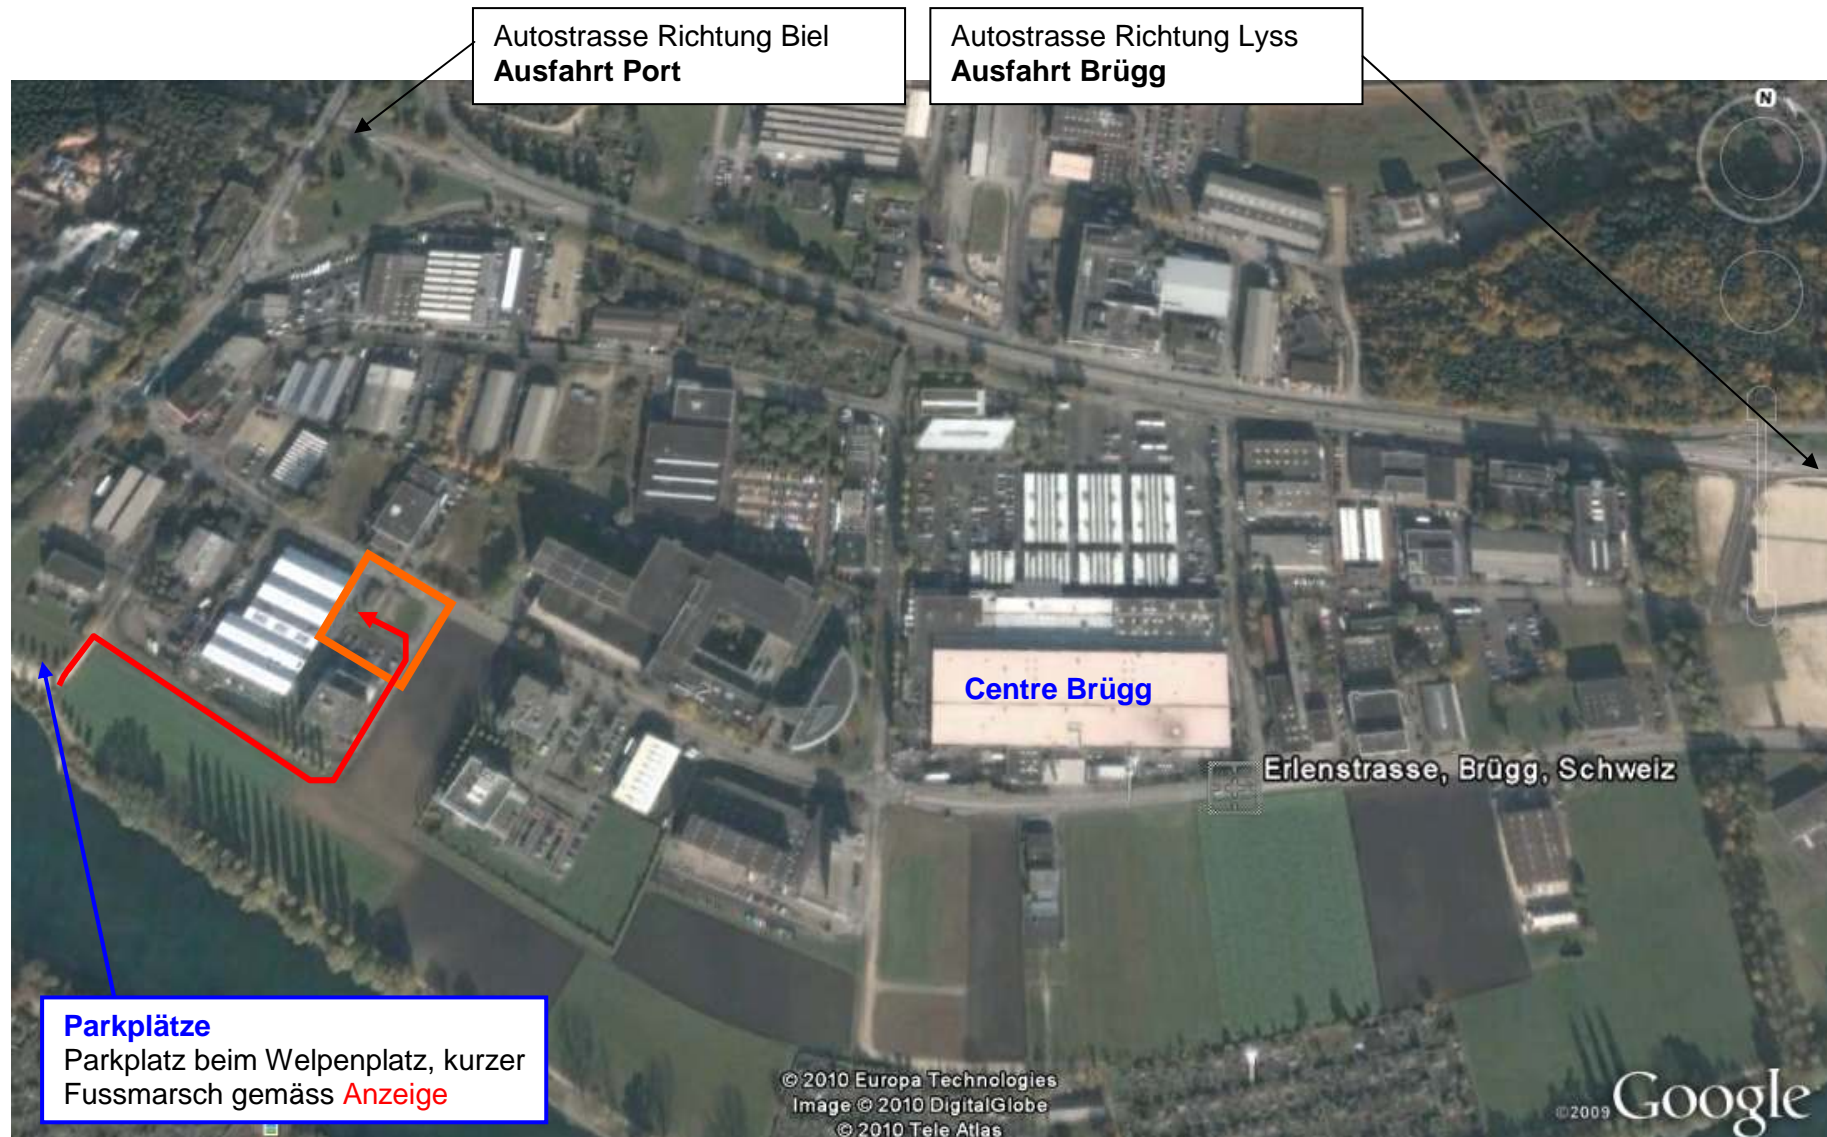 Autostrasse Richtung Biel
Ausfahrt Port
Autostrasse Richtung Lyss
Ausfahrt Brügg
N
Centre Brügg
Erlenstrasse, Brügg, Schweiz
Parkplätze
Parkplatz beim Welpenplatz, kurzer
Fussmarsch gemäss Anzeige
© 2010 Europa Technologies
Image © 2010 DigitalGlobe
© 2010 Tele Atlas
©2009 Google